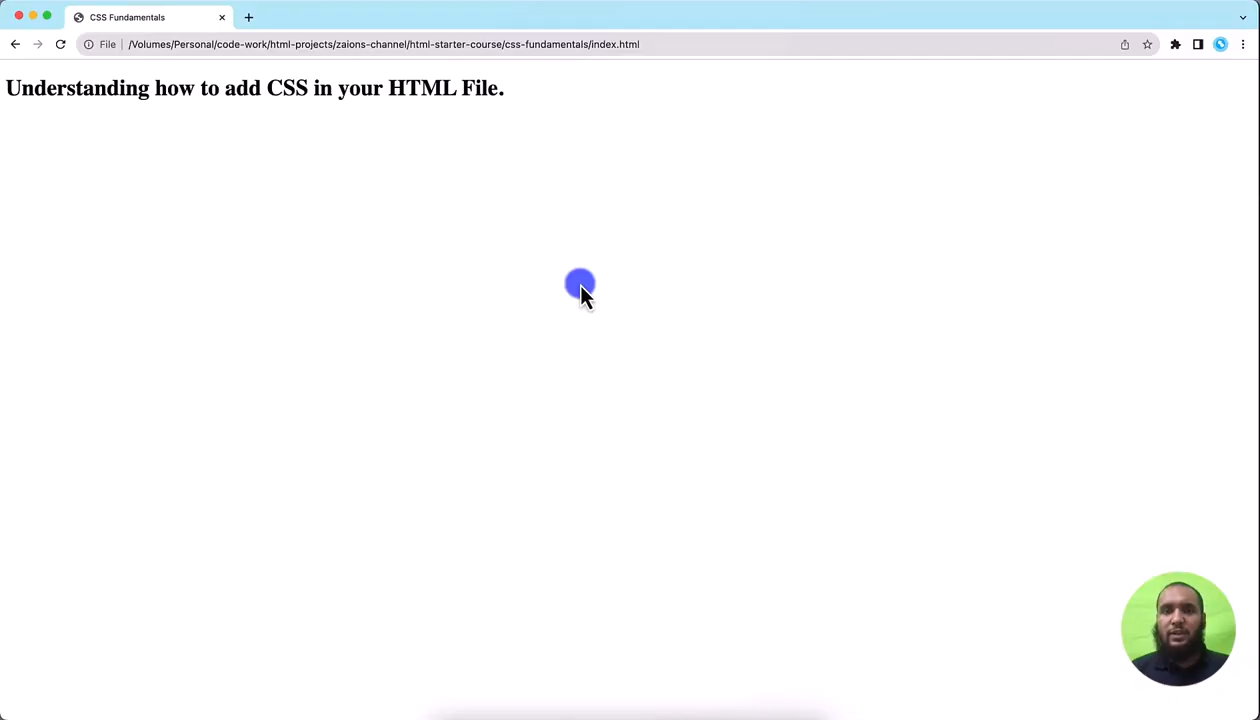 CSS Fundamentals
File
/Volumes/Personal/code-work/html-projects/zaions-channel/html-starter-course/css-fundamentals/index.html
Understanding how to add CSS in your HTML File.